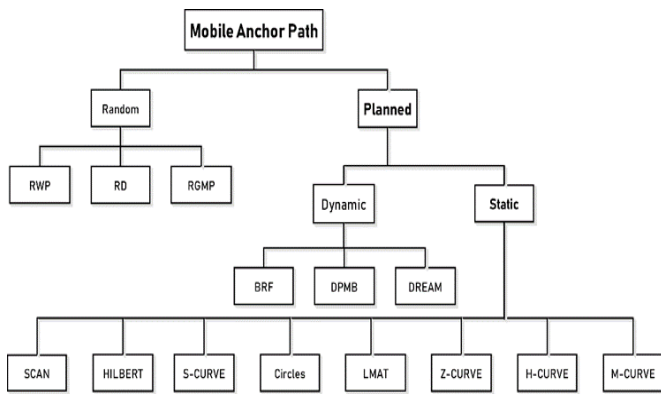 Mobile Anchor Path
Random
Planned
RWP
RD
RGMP
Dynamic
Static
BRF
DPMB
DREAM
SCAN
HILBERT
S-CURVE
Circles
LMAT
Z-CURVE
H-CURVE
M-CURVE